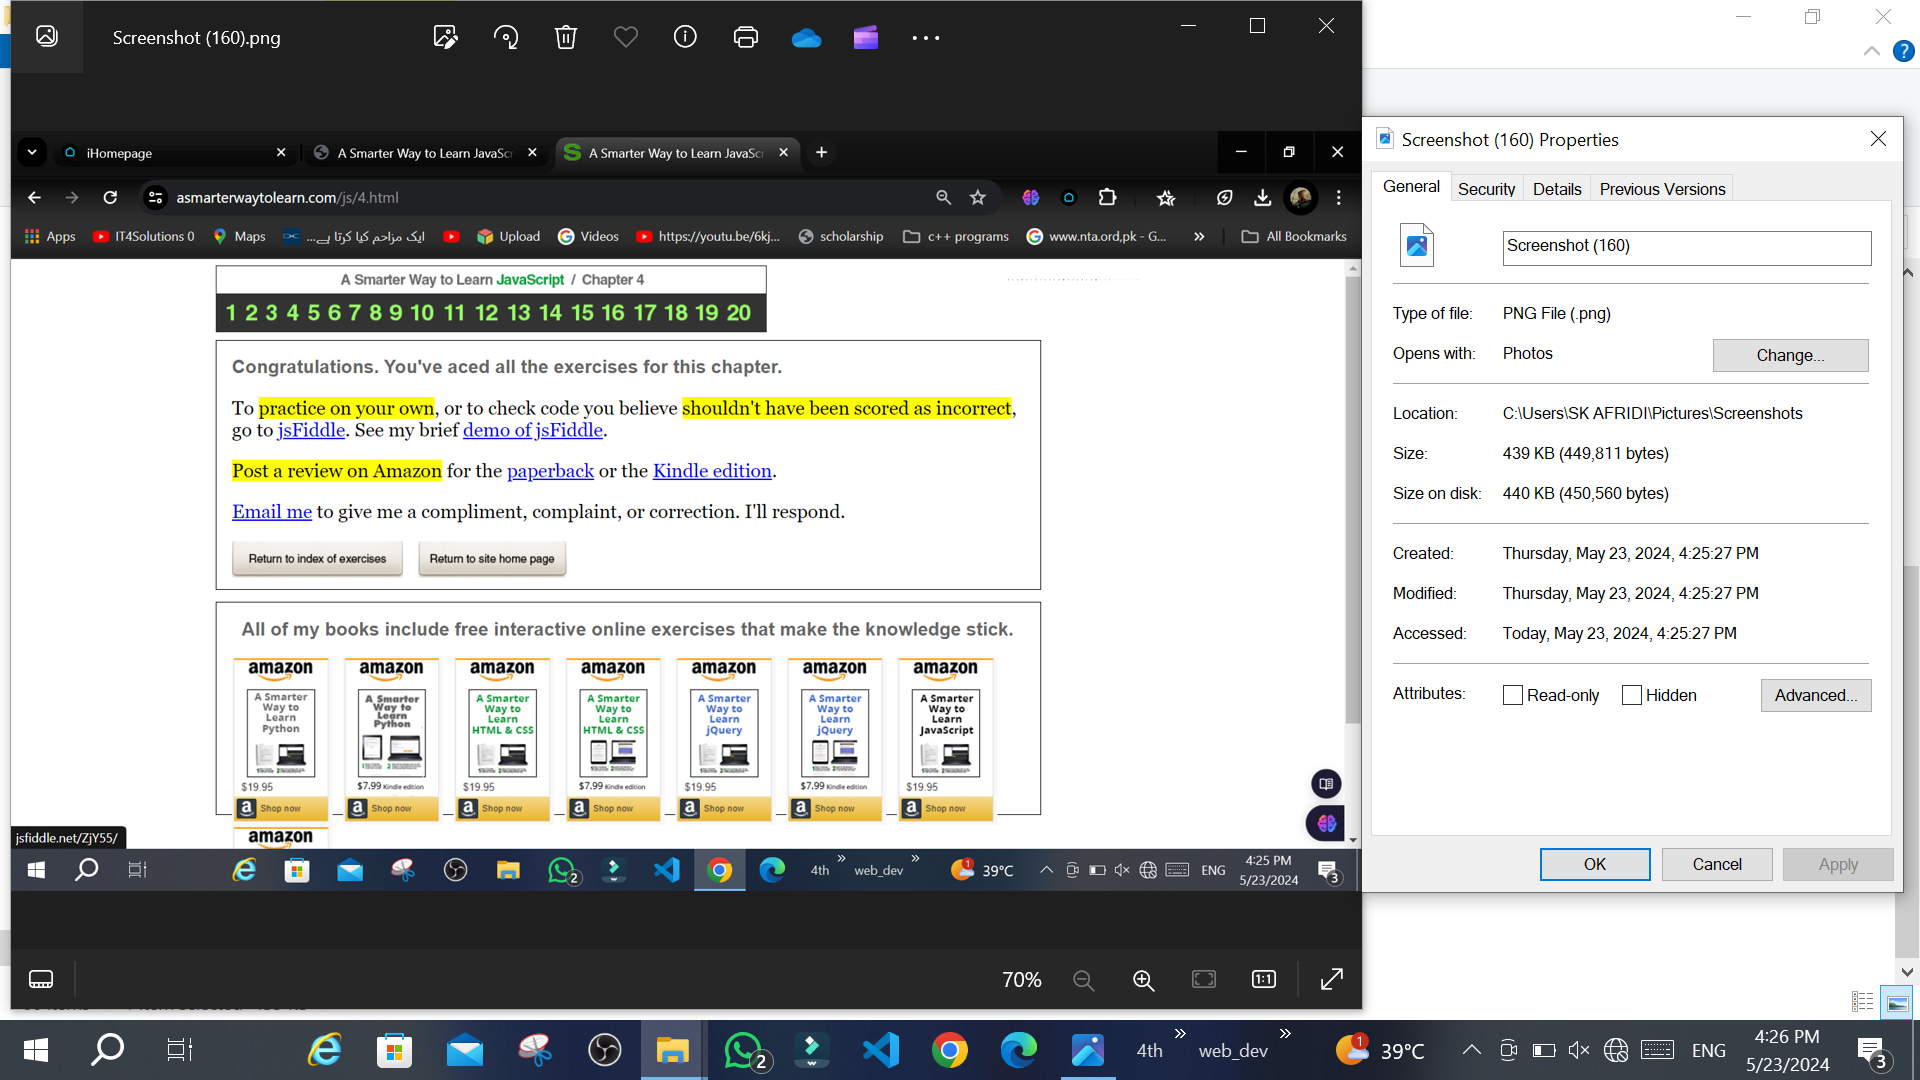 Screenshot (160).png
iHomepage
A Smarter Way to Learn JavaSc
A Smarter Way to Learn JavaSc
asmarterwaytolearn.com/js/4.html
Apps
IT4Solutions 0
Maps
ایک مزاحم کیا کرتا ہے...
Upload
Videos
https://youtu.be/6kj...
scholarship
c++ programs
www.nta.ord,pk - G...
»
All Bookmarks
A Smarter Way to Learn JavaScript / Chapter 4
1 2 3 4 5 6 7 8 9 10 11 12 13 14 15 16 17 18 19 20
Congratulations. You've aced all the exercises for this chapter.
To practice on your own, or to check code you believe shouldn't have been scored as incorrect,
go to jsFiddle. See my brief demo of jsFiddle.
Post a review on Amazon for the paperback or the Kindle edition.
Email me to give me a compliment, complaint, or correction. I'll respond.
Return to index of exercises
Return to site home page
All of my books include free interactive online exercises that make the knowledge stick.
amazon
A Smarter
Way to
Learn
Python
$19.95
Shop now
amazon
A Smarter
Way to
Learn
Python
$7.99 Kindle edition
Shop now
amazon
A Smarter
Way to
Learn
HTML & CSS
$19.95
Shop now
amazon
A Smarter
Way to
Learn
HTML & CSS
$7.99 Kindle edition
Shop now
amazon
A Smarter
Way to
Learn
jQuery
$19.95
Shop now
amazon
A Smarter
Way to
Learn
jQuery
$7.99 Kindle edition
Shop now
amazon
A Smarter
Way to
Learn
JavaScript
$19.95
Shop now
amazon
jsfiddle.net/ZjY55/
2
4th
»
web_dev
»
1
39°C
ENG
4:25 PM
5/23/2024
3
70%
1:1
Screenshot (160) Properties
General
Security
Details
Previous Versions
Screenshot (160)
Type of file: PNG File (.png)
Opens with: Photos
Change...
Location: C:\Users\SK AFRIDI\Pictures\Screenshots
Size: 439 KB (449,811 bytes)
Size on disk: 440 KB (450,560 bytes)
Created: Thursday, May 23, 2024, 4:25:27 PM
Modified: Thursday, May 23, 2024, 4:25:27 PM
Accessed: Today, May 23, 2024, 4:25:27 PM
Attributes: Read-only Hidden
Advanced...
OK
Cancel
Apply
2
4th
»
web_dev
»
1
39°C
ENG
4:26 PM
5/23/2024
3